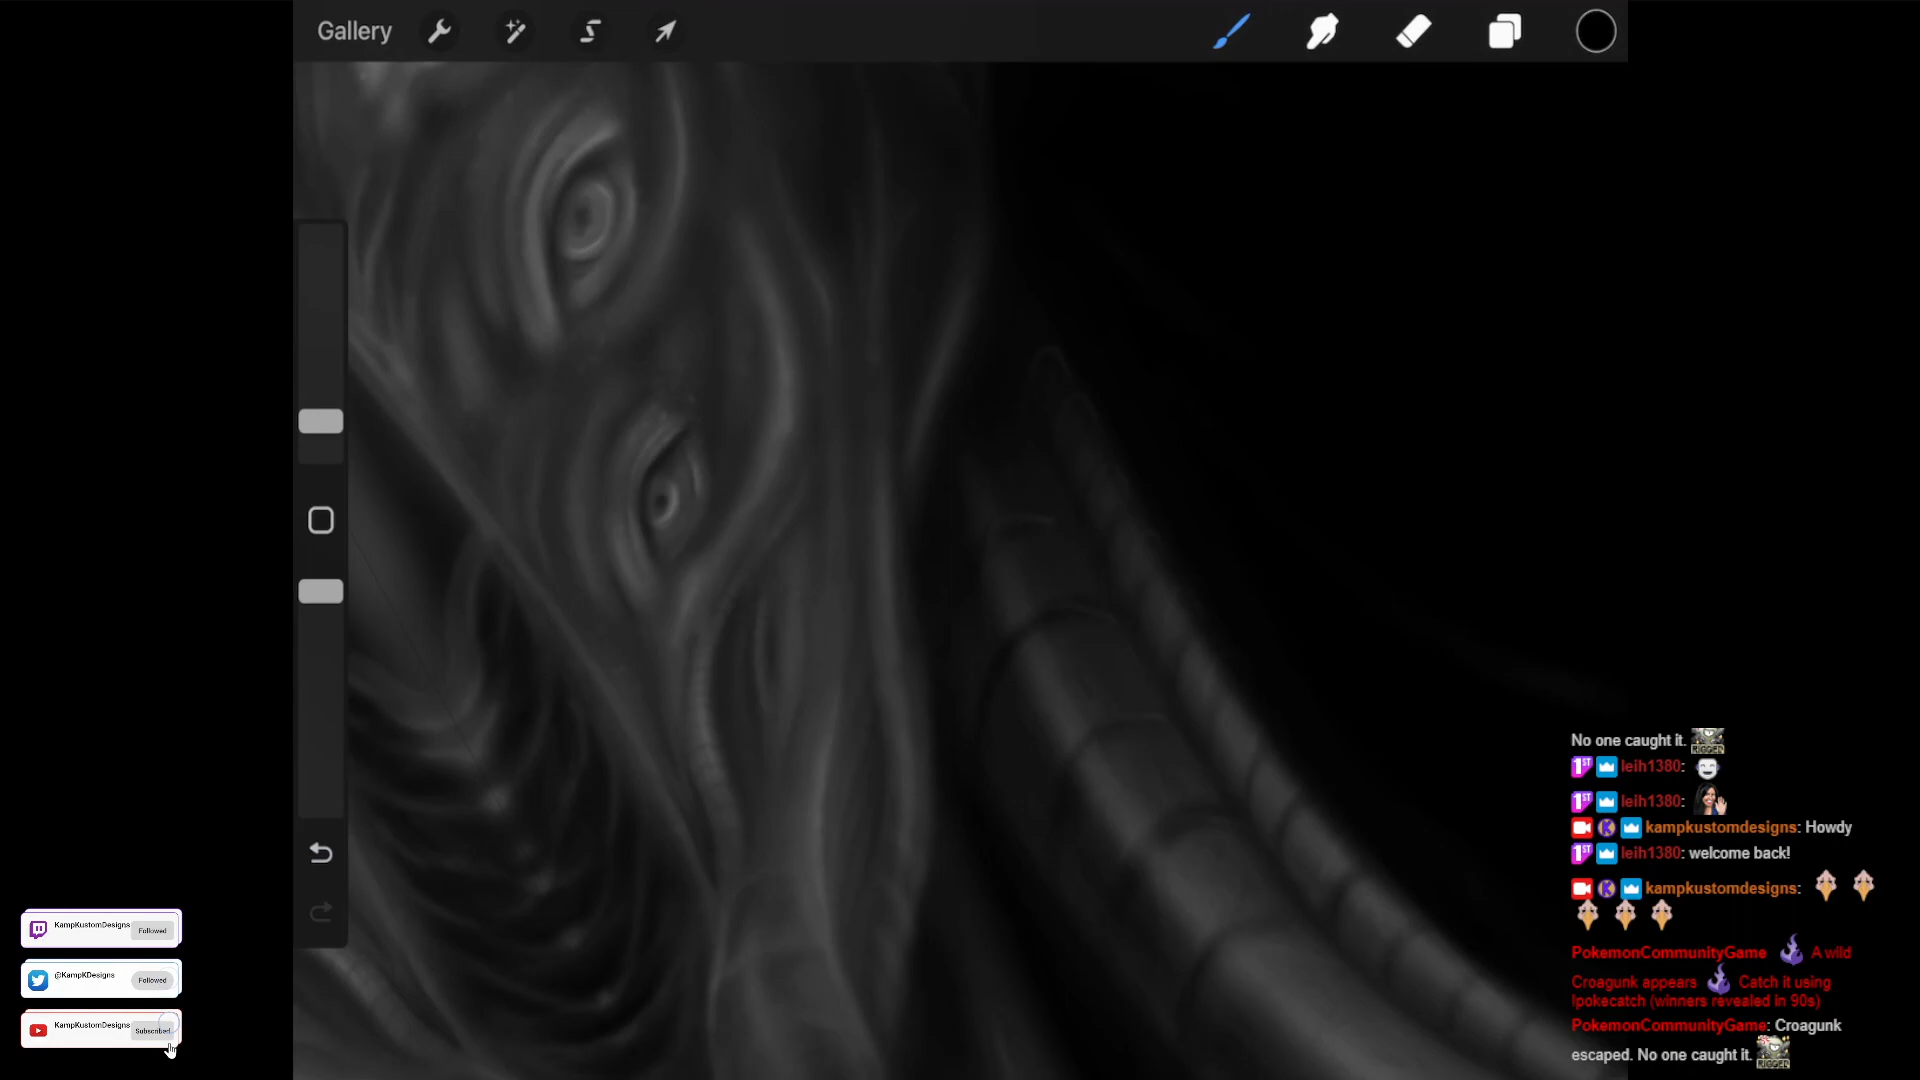 Gallery
No one caught it.
leih1380:
leih1380:
kampkustomdesigns: Howdy
leih1380: welcome back!
kampkustomdesigns:
PokemonCommunityGame A wild
Croagunk appears Catch it using
!pokecatch (winners revealed in 90s)
PokemonCommunityGame: Croagunk
escaped. No one caught it.
KampKustomDesigns Followed
@KampKDesigns Followed
KampKustomDesigns Subscribed